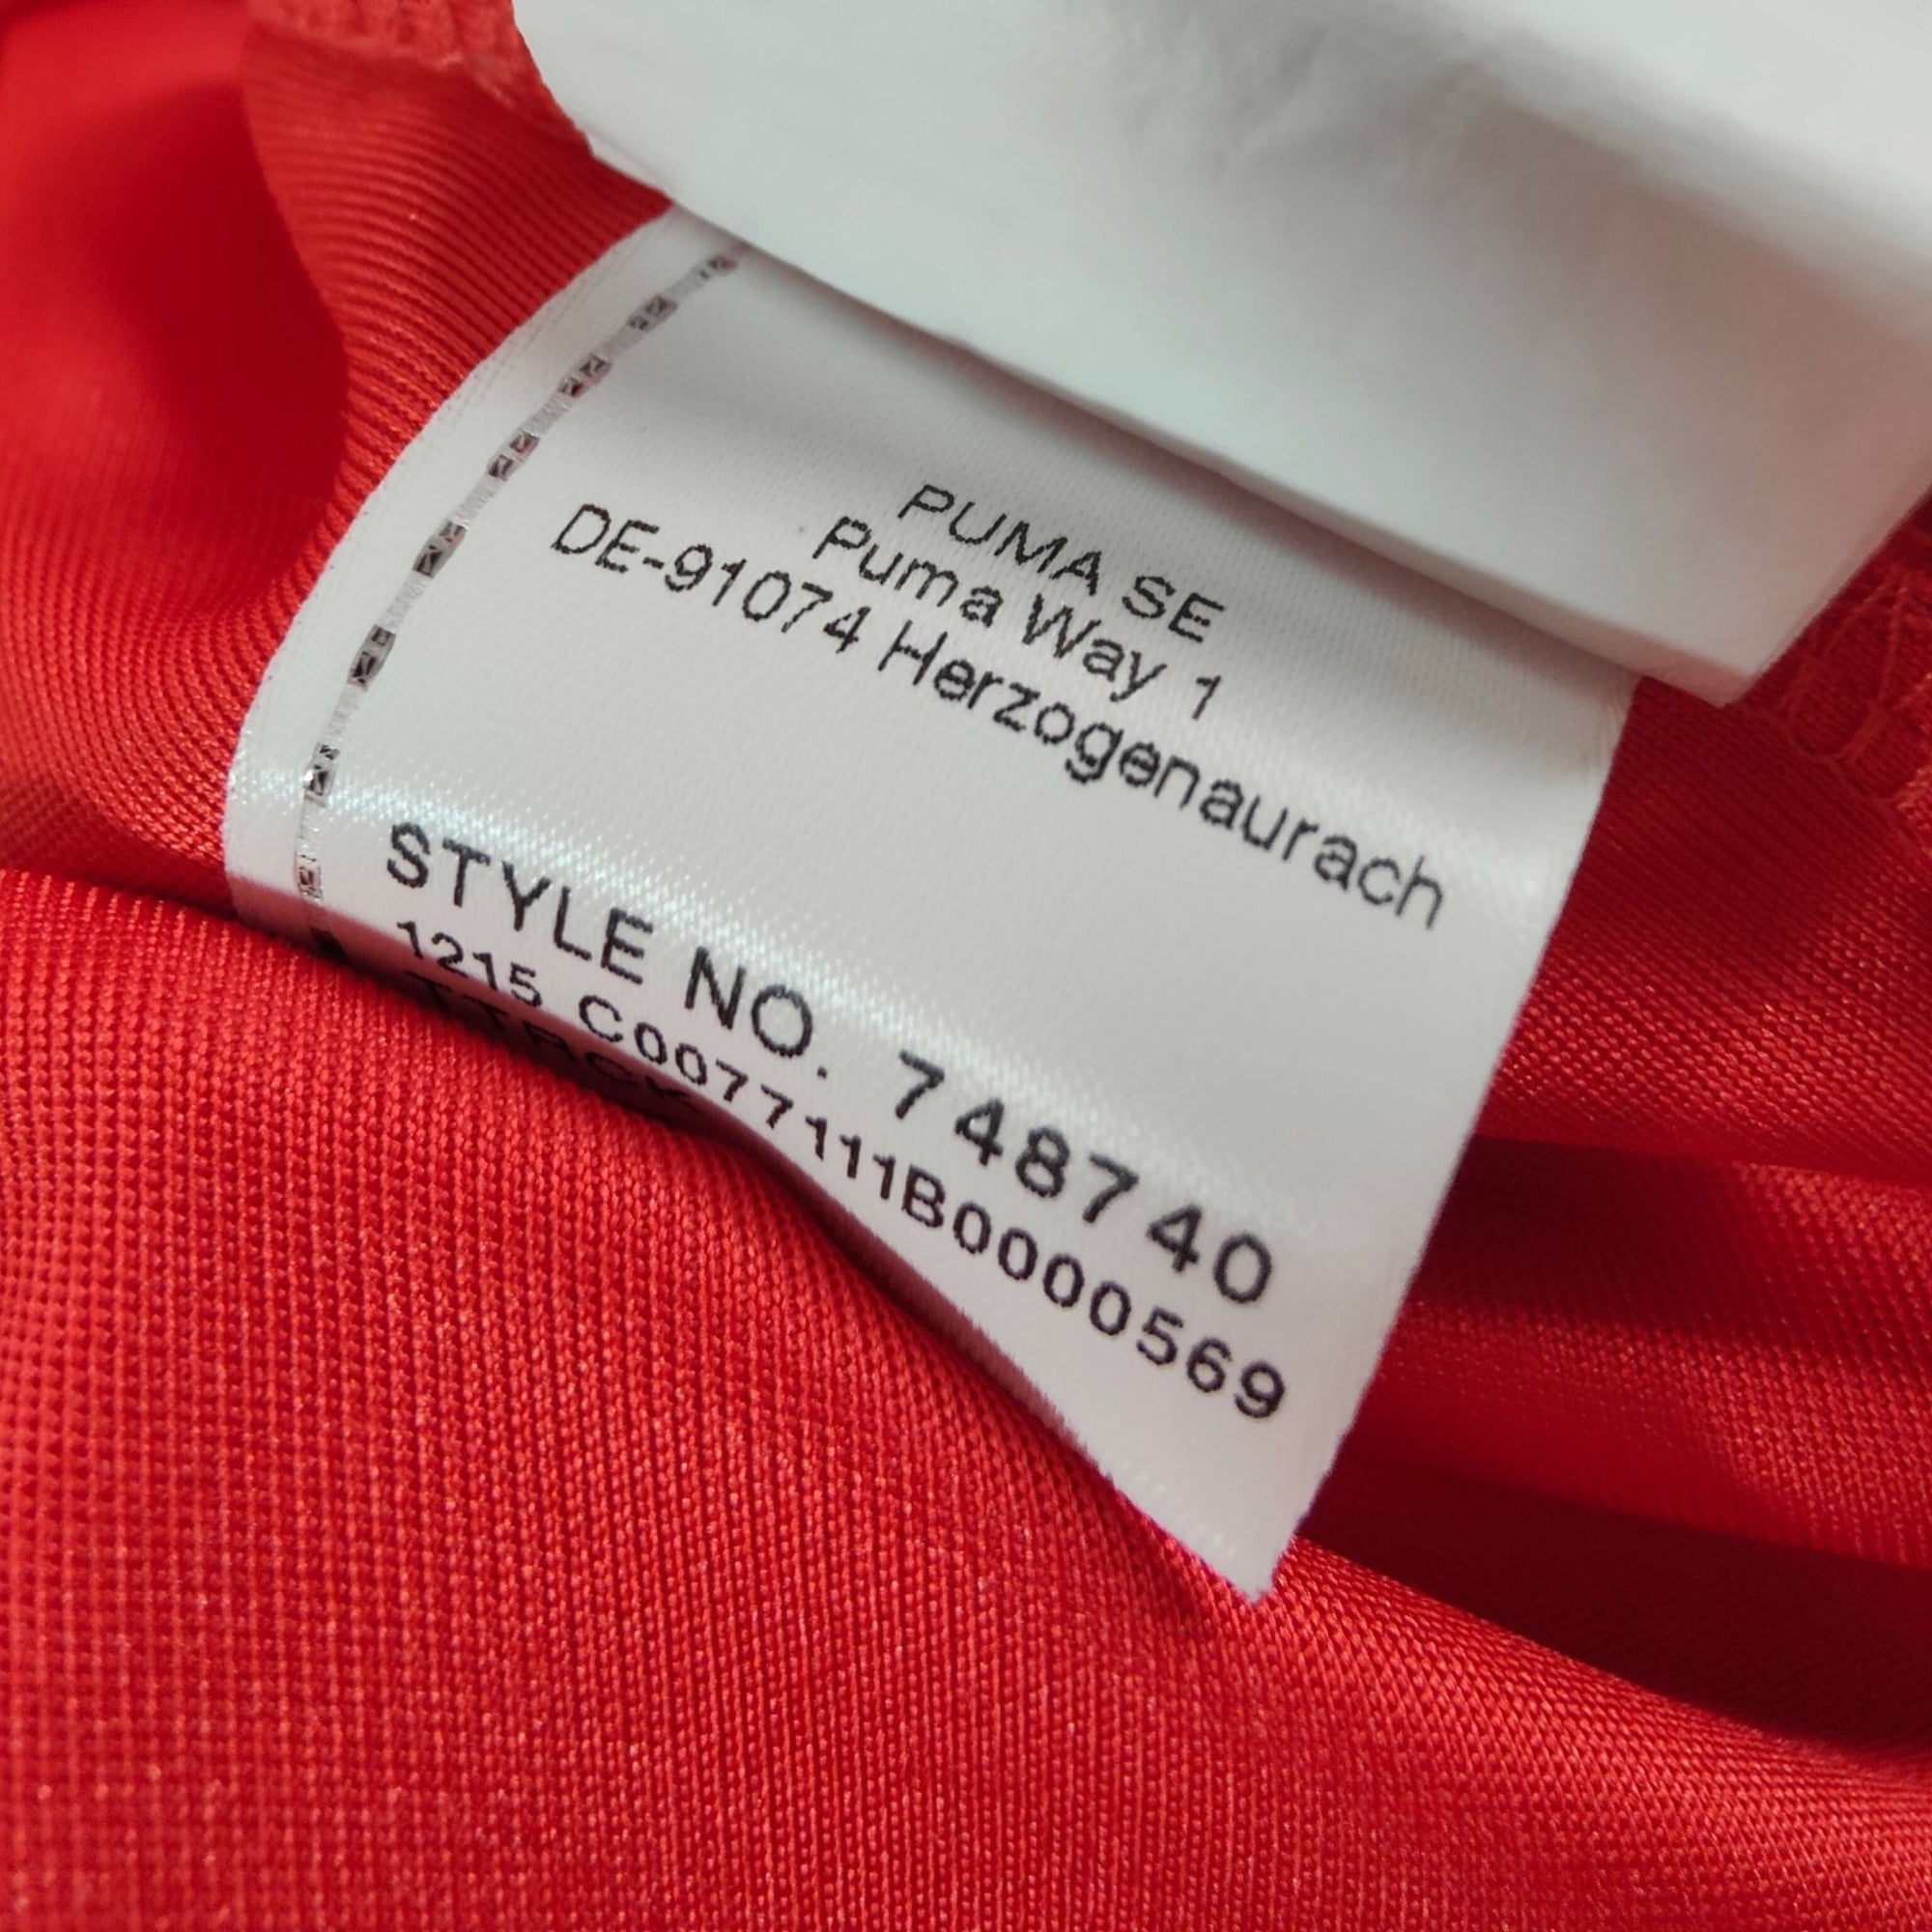 PUMA SE
Puma Way 1
DE-91074 Herzogenaurach
STYLE NO. 748740
1215 C0077111B0000569